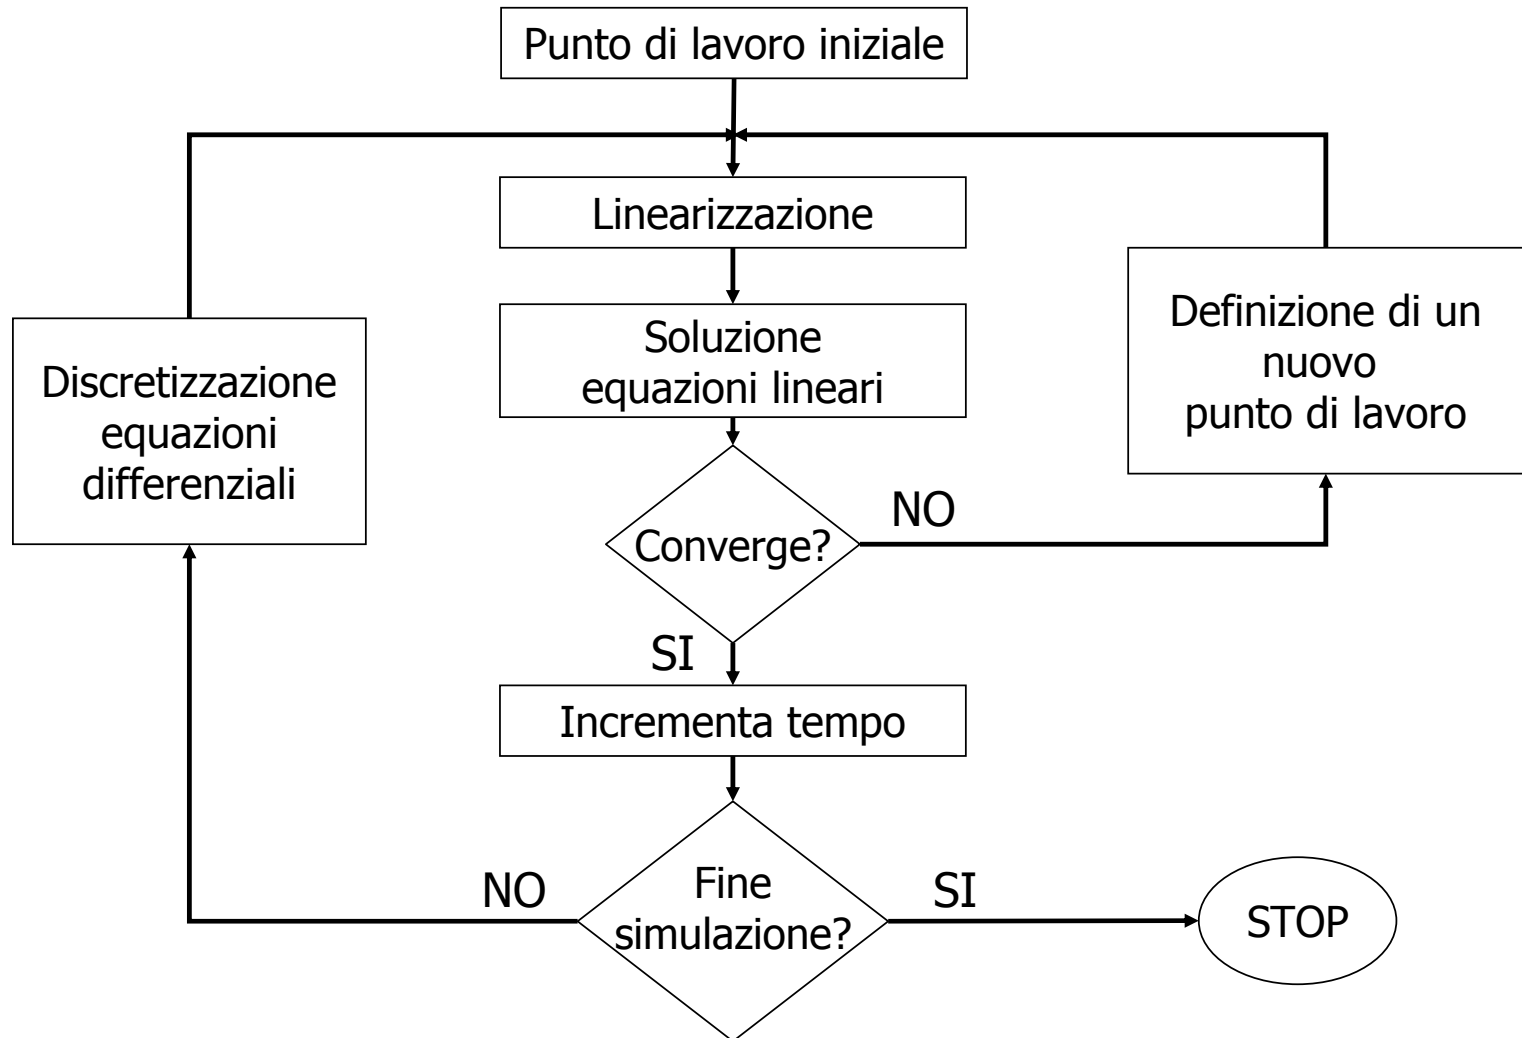 Punto di lavoro iniziale
Linearizzazione
Soluzione
equazioni lineari
Definizione di un
nuovo
punto di lavoro
Discretizzazione
equazioni
differenziali
Converge?
NO
SI
Incrementa tempo
Fine
simulazione?
NO
SI
STOP